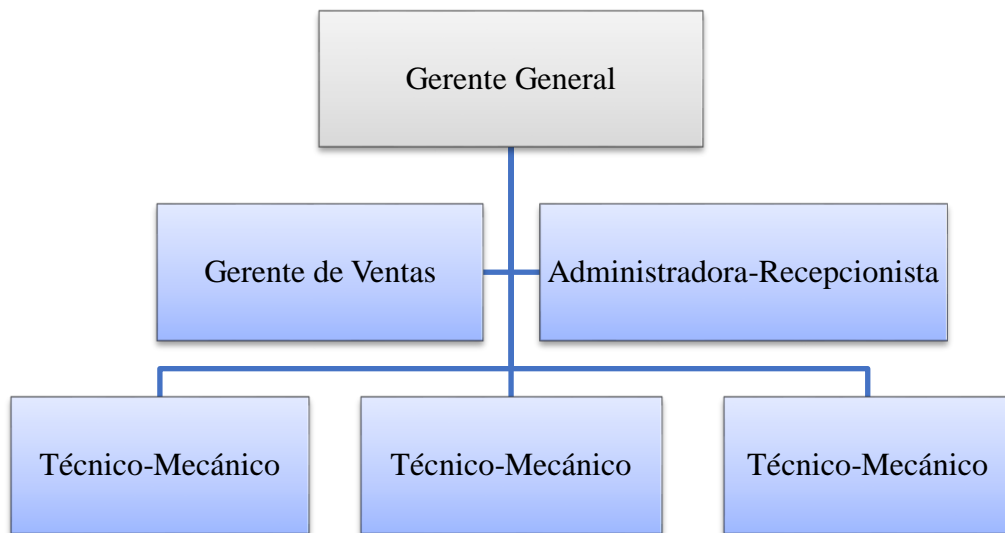 Gerente General
Gerente de Ventas
Administradora-Recepcionista
Técnico-Mecánico
Técnico-Mecánico
Técnico-Mecánico